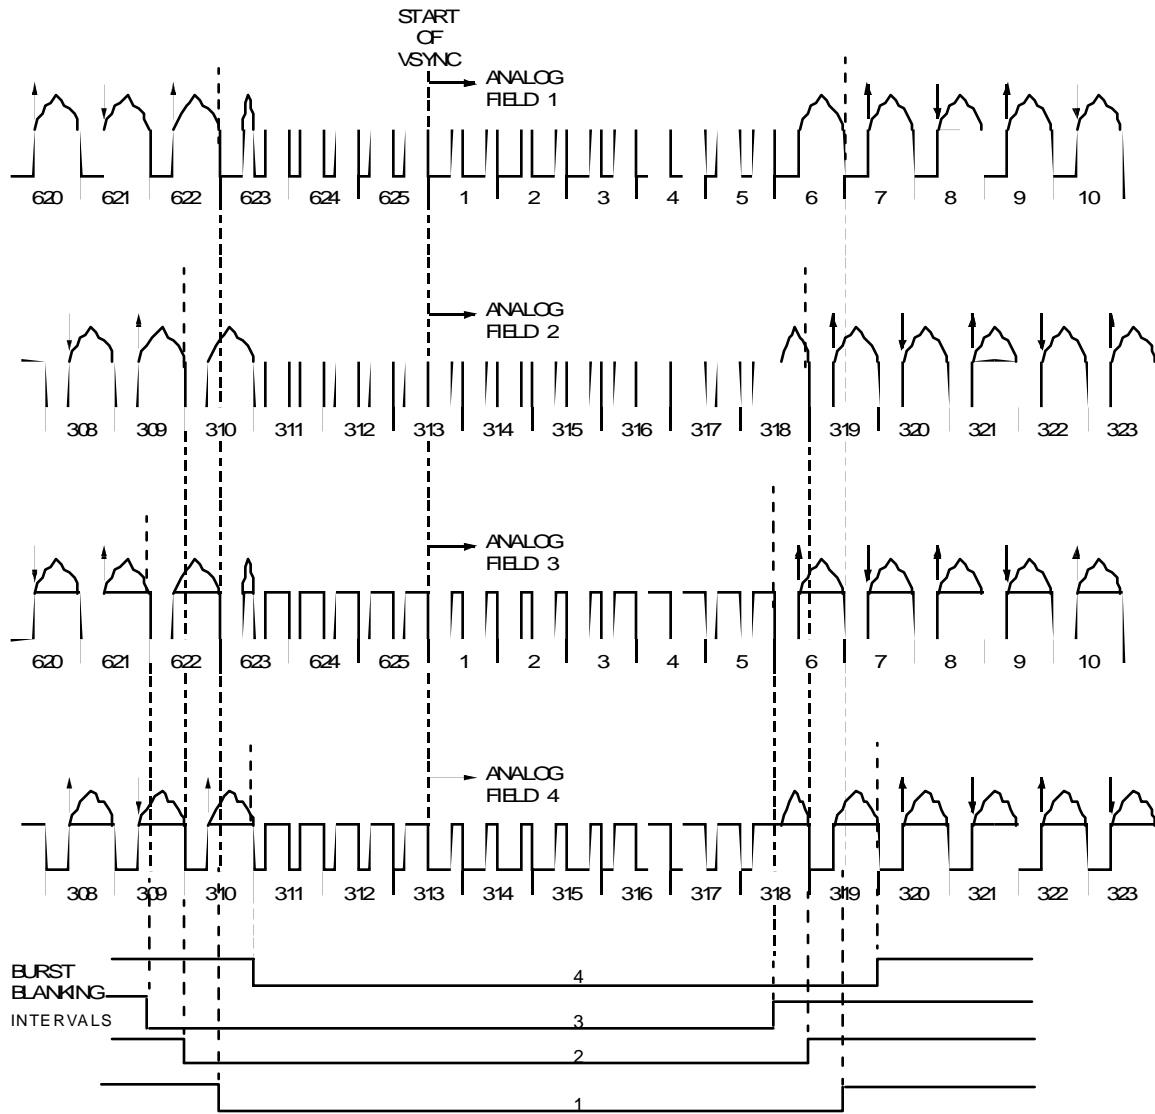 START
OF
VSYNC
ANALOG
FIELD 1
620 621 622 623 624 625 1 2 3 4 5 6 7 8 9 10
ANALOG
FIELD 2
308 309 310 311 312 313 314 315 316 317 318 319 320 321 322 323
ANALOG
FIELD 3
620 621 622 623 624 625 1 2 3 4 5 6 7 8 9 10
ANALOG
FIELD 4
308 309 310 311 312 313 314 315 316 317 318 319 320 321 322 323
BURST
BLANKING
INTERVALS
4
3
2
1